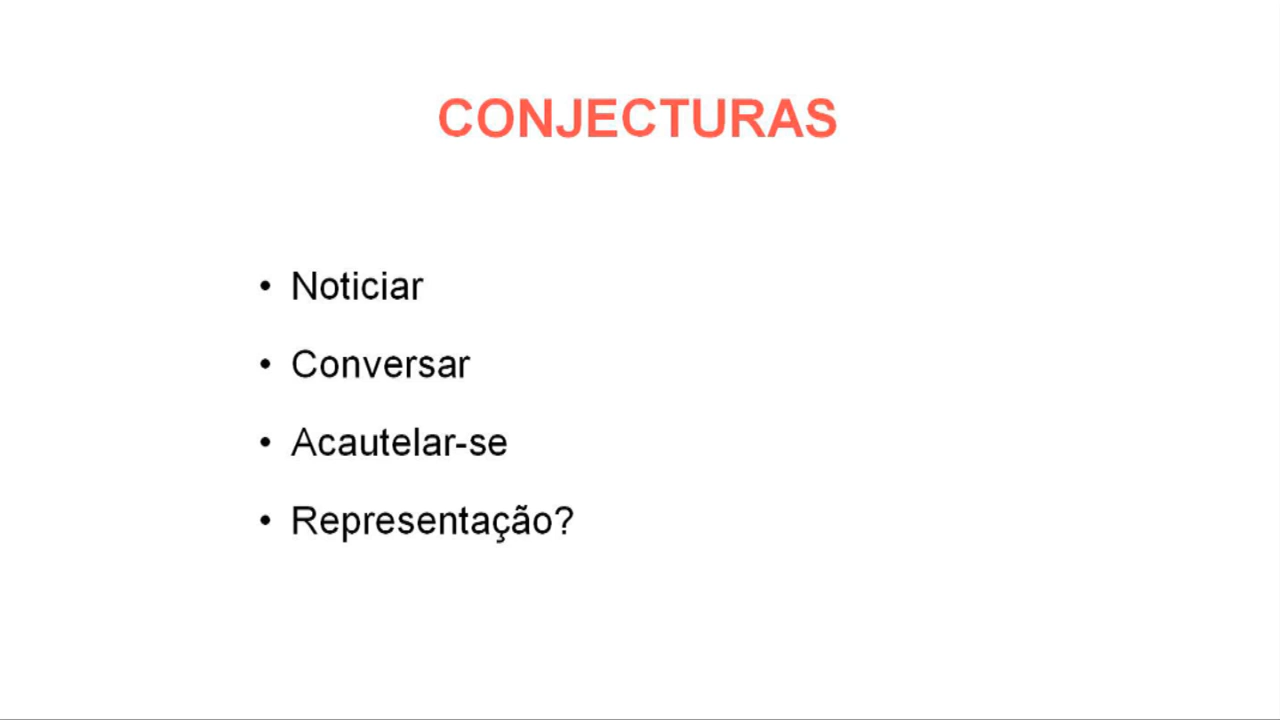 CONJECTURAS
• Noticiar
• Conversar
• Acautelar-se
• Representação?